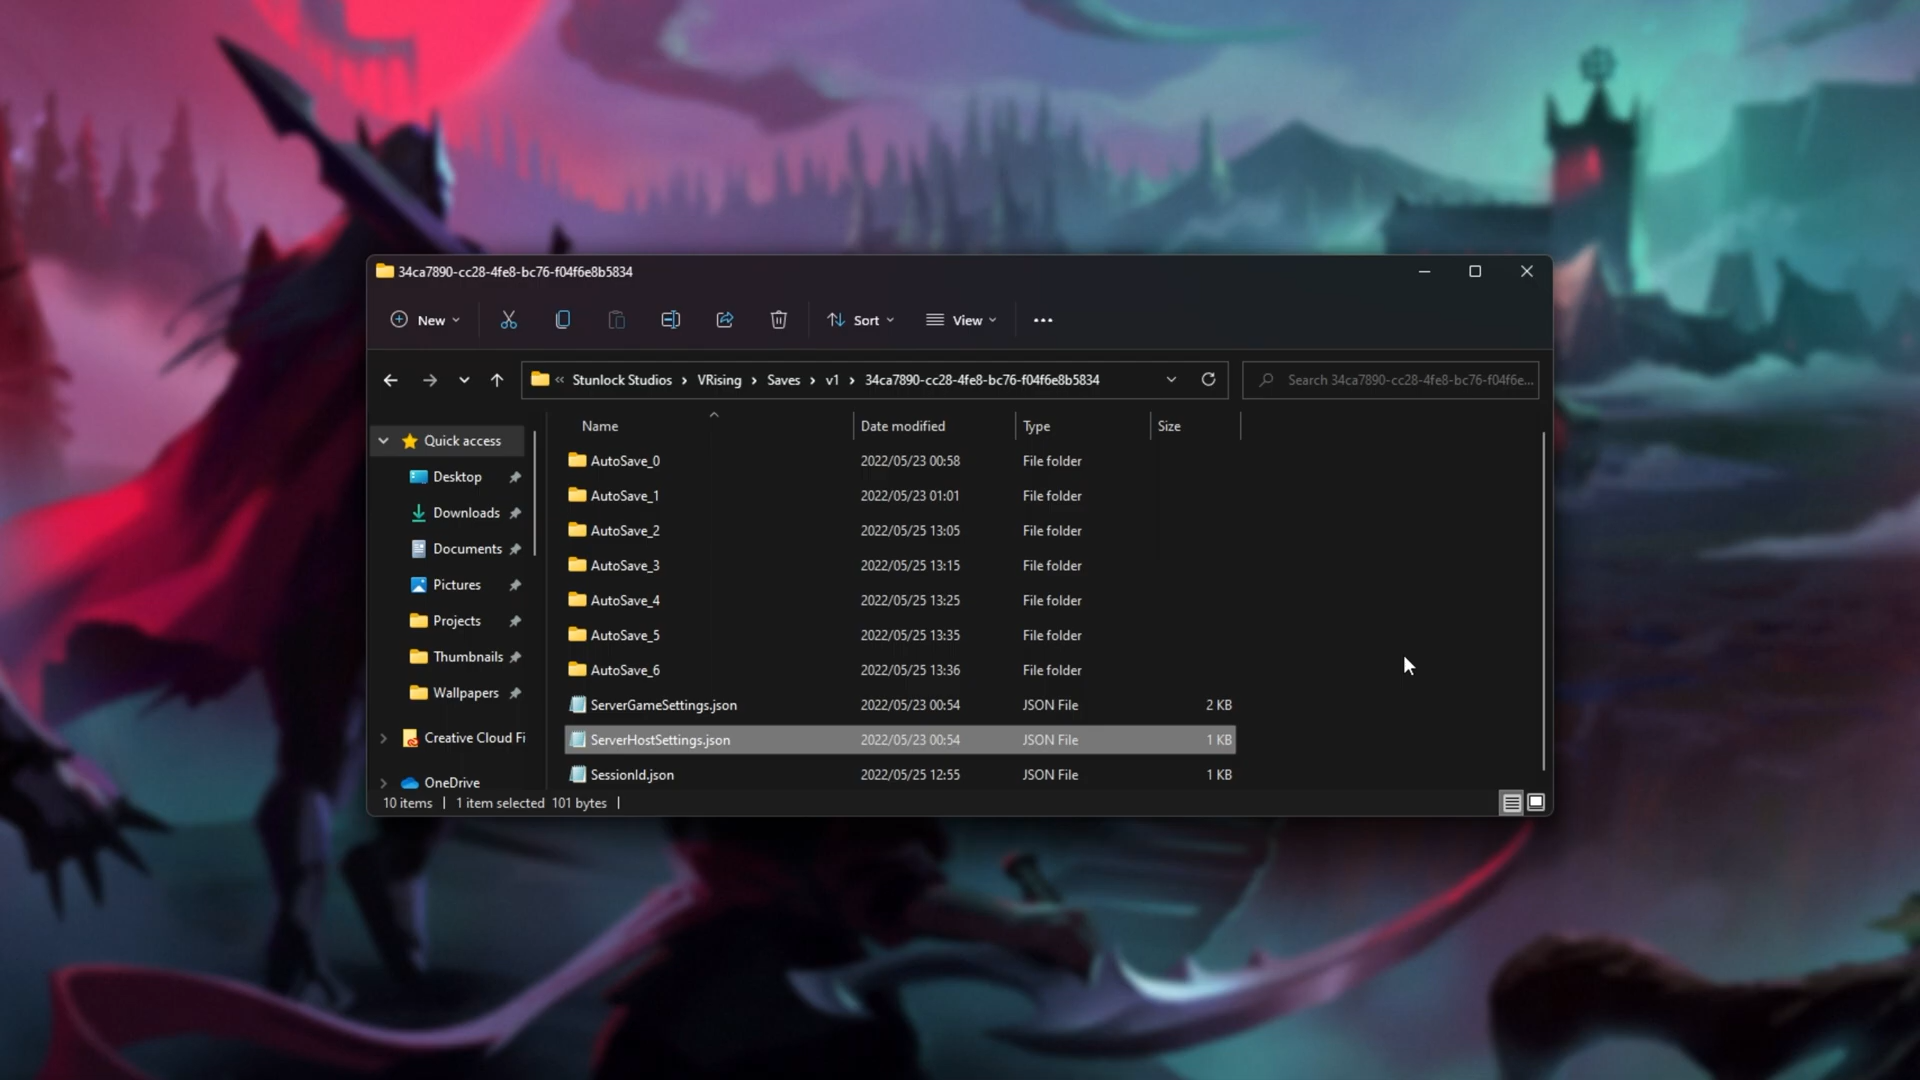 34ca7890-cc28-4fe8-bc76-f04f6e8b5834
New Sort View
« Stunlock Studios › VRising › Saves › v1 › 34ca7890-cc28-4fe8-bc76-f04f6e8b5834 Search 34ca7890-cc28-4fe8-bc76-f04f6e...
Name Date modified Type Size
Quick access
Desktop
Downloads
Documents
Pictures
Projects
Thumbnails
Wallpapers
Creative Cloud Fi
OneDrive
AutoSave_0 2022/05/23 00:58 File folder
AutoSave_1 2022/05/23 01:01 File folder
AutoSave_2 2022/05/25 13:05 File folder
AutoSave_3 2022/05/25 13:15 File folder
AutoSave_4 2022/05/25 13:25 File folder
AutoSave_5 2022/05/25 13:35 File folder
AutoSave_6 2022/05/25 13:36 File folder
ServerGameSettings.json 2022/05/23 00:54 JSON File 2 KB
ServerHostSettings.json 2022/05/23 00:54 JSON File 1 KB
SessionId.json 2022/05/25 12:55 JSON File 1 KB
10 items | 1 item selected 101 bytes |